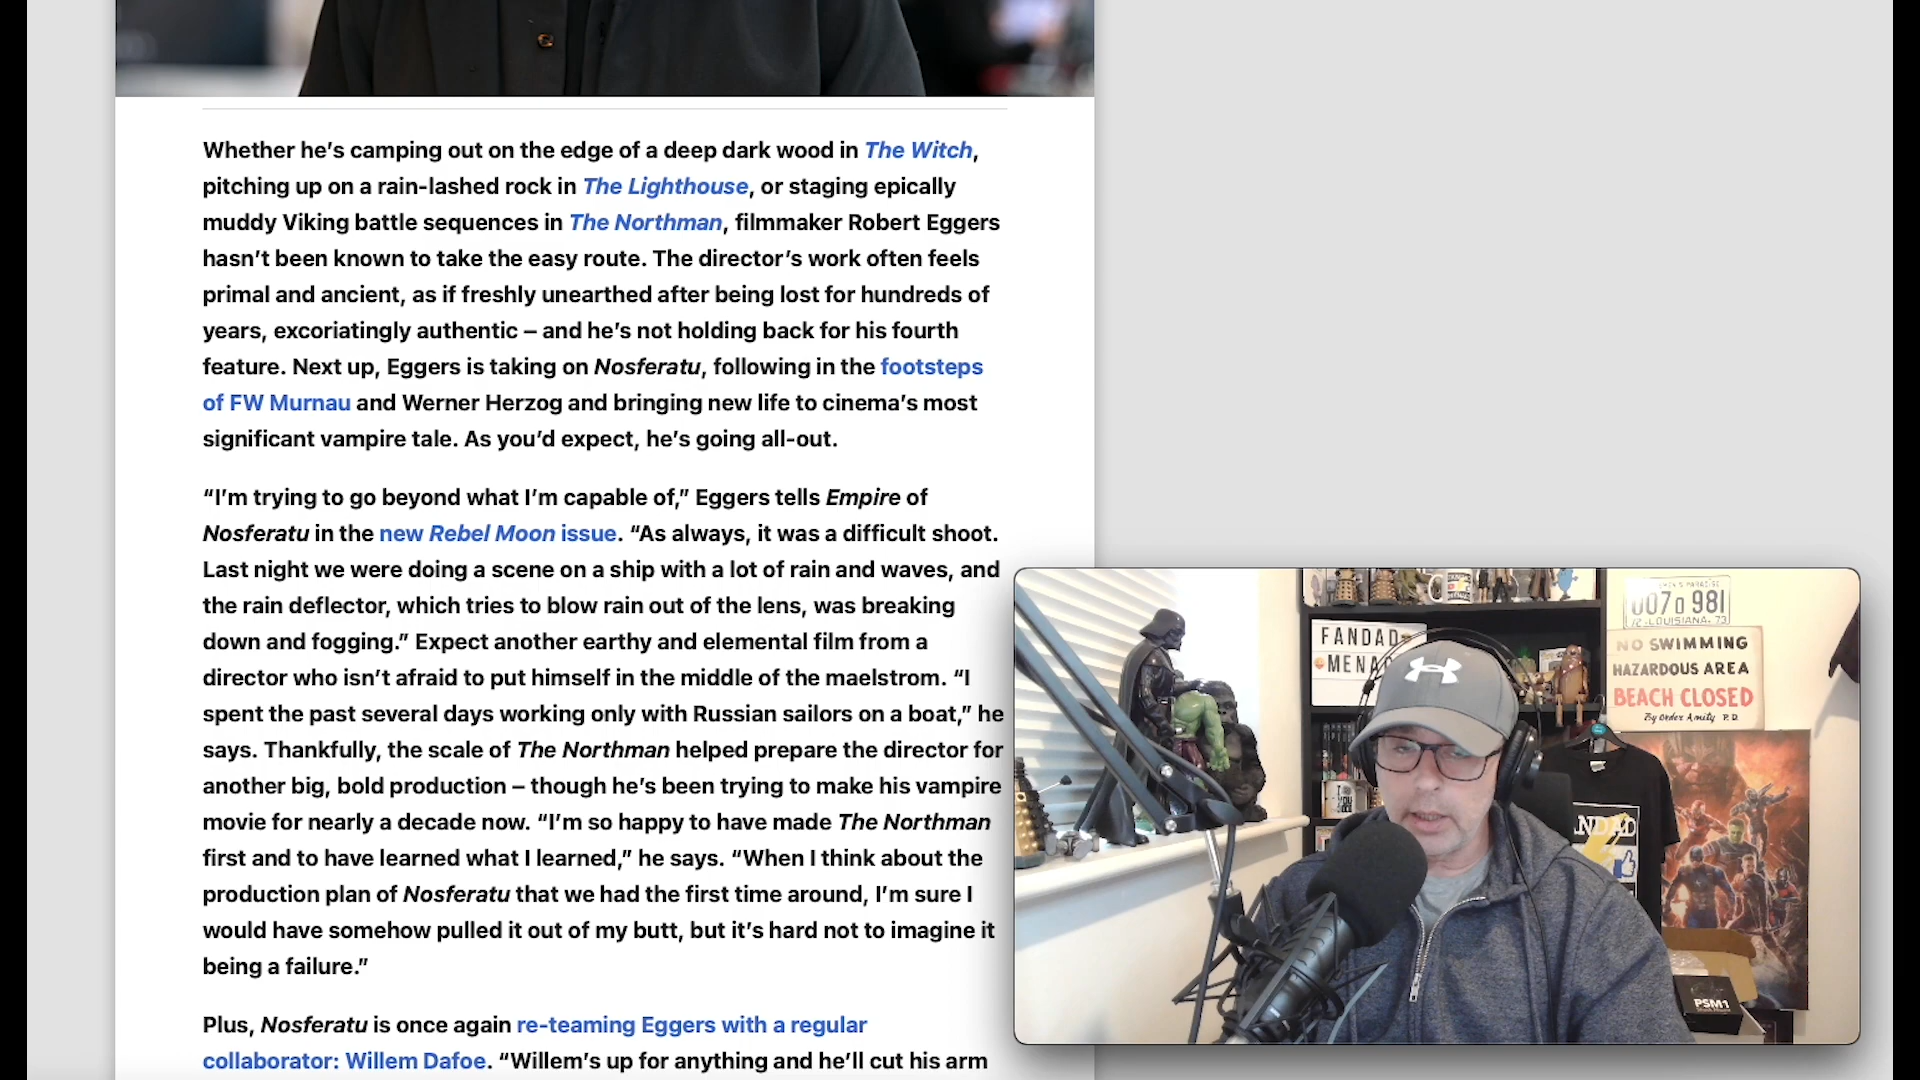 Whether he’s camping out on the edge of a deep dark wood in The Witch,
pitching up on a rain-lashed rock in The Lighthouse, or staging epically
muddy Viking battle sequences in The Northman, filmmaker Robert Eggers
hasn’t been known to take the easy route. The director’s work often feels
primal and ancient, as if freshly unearthed after being lost for hundreds of
years, excoriatingly authentic – and he’s not holding back for his fourth
feature. Next up, Eggers is taking on Nosferatu, following in the footsteps
of FW Murnau and Werner Herzog and bringing new life to cinema’s most
significant vampire tale. As you’d expect, he’s going all-out.
“I’m trying to go beyond what I’m capable of,” Eggers tells Empire of
Nosferatu in the new Rebel Moon issue. “As always, it was a difficult shoot.
Last night we were doing a scene on a ship with a lot of rain and waves, and
the rain deflector, which tries to blow rain out of the lens, was breaking
down and fogging.” Expect another earthy and elemental film from a
director who isn’t afraid to put himself in the middle of the maelstrom. “I
spent the past several days working only with Russian sailors on a boat,” he
says. Thankfully, the scale of The Northman helped prepare the director for
another big, bold production – though he’s been trying to make his vampire
movie for nearly a decade now. “I’m so happy to have made The Northman
first and to have learned what I learned,” he says. “When I think about the
production plan of Nosferatu that we had the first time around, I’m sure I
would have somehow pulled it out of my butt, but it’s hard not to imagine it
being a failure.”
Plus, Nosferatu is once again re-teaming Eggers with a regular
collaborator: Willem Dafoe. “Willem’s up for anything and he’ll cut his arm
FANDAD
MENAC
007 981
LOUISIANA 73
NO SWIMMING
HAZARDOUS AREA
BEACH CLOSED
By Order Amity P.D.
ANDAD
PSM1